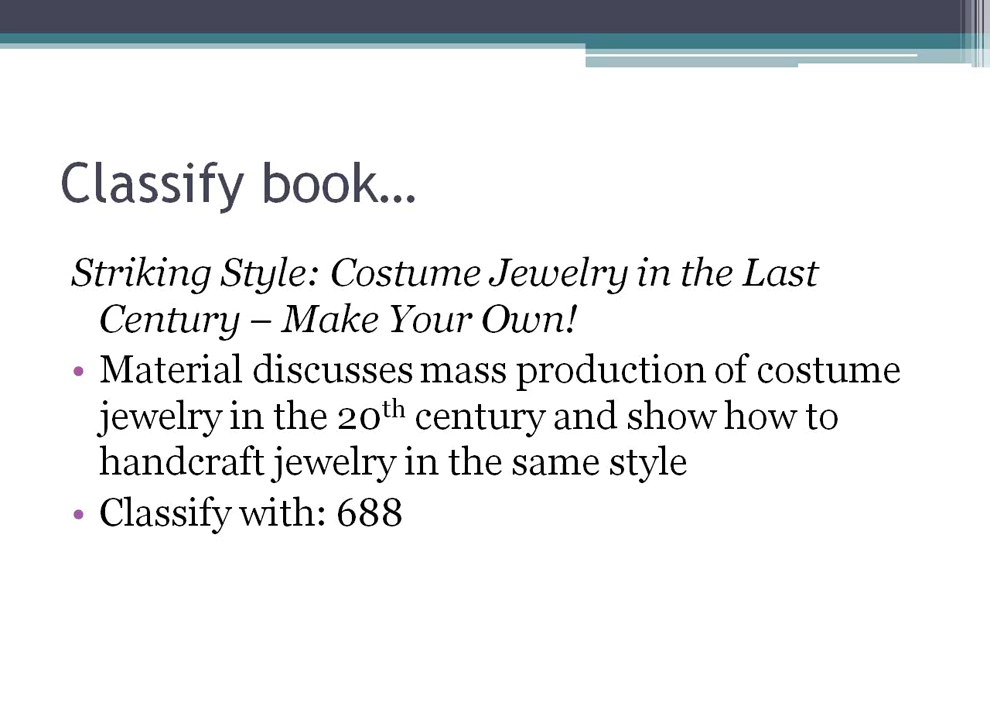 Classify book…
Striking Style: Costume Jewelry in the Last
Century – Make Your Own!
• Material discusses mass production of costume
jewelry in the 20th century and show how to
handcraft jewelry in the same style
• Classify with: 688